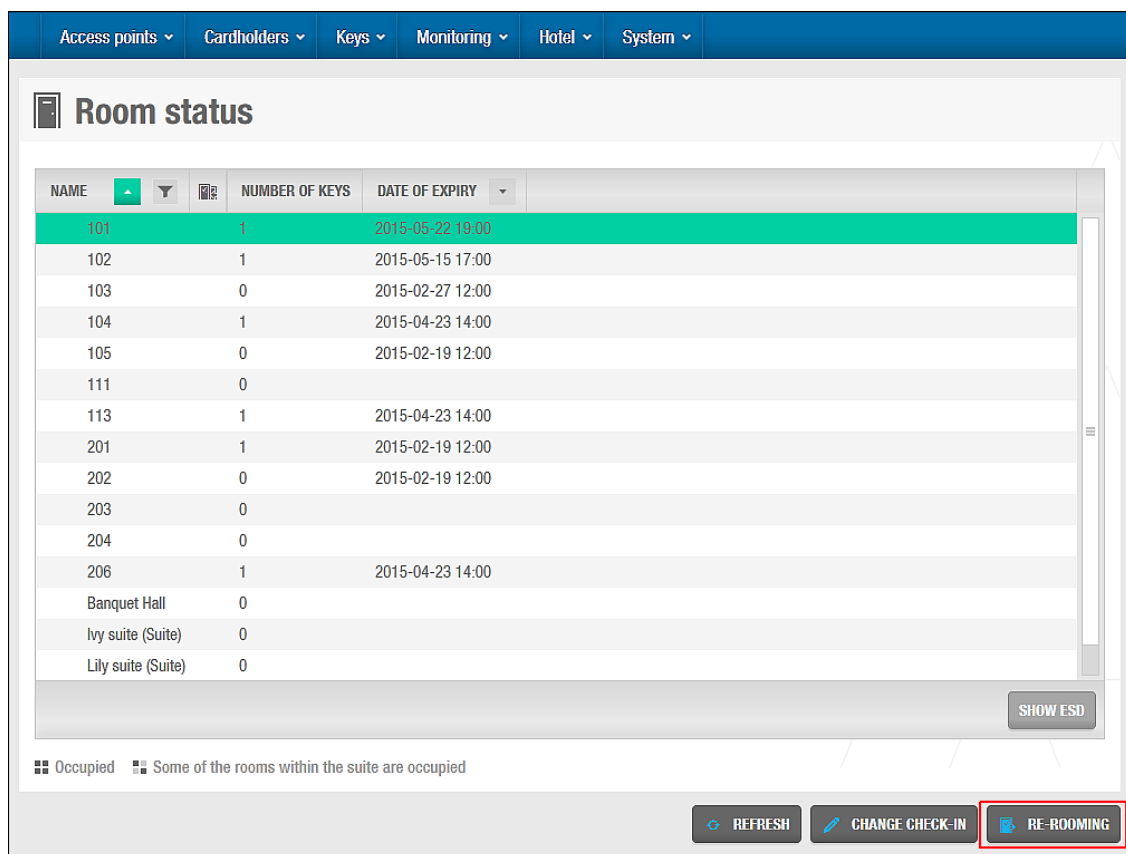 Access points Cardholders Keys Monitoring Hotel System
Room status
NAME NUMBER OF KEYS DATE OF EXPIRY
101 1 2015-05-22 19:00
102 1 2015-05-15 17:00
103 0 2015-02-27 12:00
104 1 2015-04-23 14:00
105 0 2015-02-19 12:00
111 0
113 1 2015-04-23 14:00
201 1 2015-02-19 12:00
202 0 2015-02-19 12:00
203 0
204 0
206 1 2015-04-23 14:00
Banquet Hall 0
Ivy suite (Suite) 0
Lily suite (Suite) 0
SHOW ESD
Occupied Some of the rooms within the suite are occupied
REFRESH CHANGE CHECK-IN RE-ROOMING